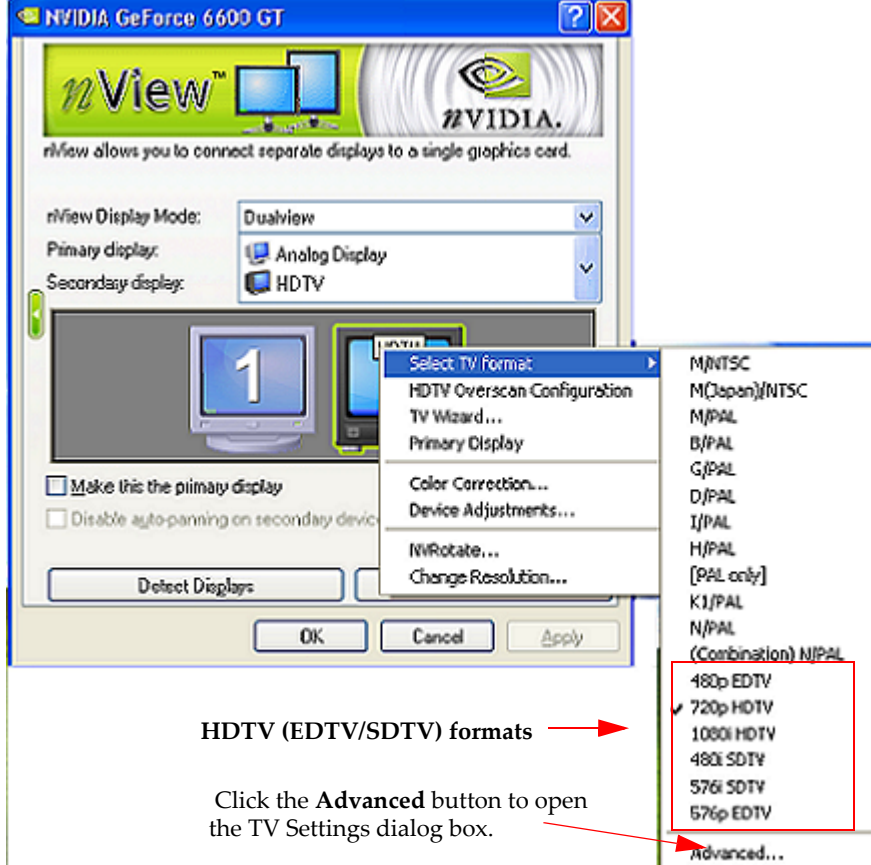 NVIDIA GeForce 6600 GT
nView™
nVIDIA.
nView allows you to connect separate displays to a single graphics card.
nView Display Mode:
Dualview
Primary display:
Analog Display
Secondary display:
HDTV
1
HDTV
Make this the primary display
Disable auto-panning on secondary device
Detect Displays
OK
Cancel
Apply
Select TV format
HDTV Overscan Configuration
TV Wizard...
Primary Display
Color Correction...
Device Adjustments...
NVRotate...
Change Resolution...
M/NTSC
M(Japan)/NTSC
M/PAL
B/PAL
G/PAL
D/PAL
I/PAL
H/PAL
[PAL only]
K1/PAL
N/PAL
(Combination) N/PAL
480p EDTV
720p HDTV
1080i HDTV
480i SDTV
576i SDTV
576p EDTV
Advanced...
HDTV (EDTV/SDTV) formats
Click the Advanced button to open
the TV Settings dialog box.